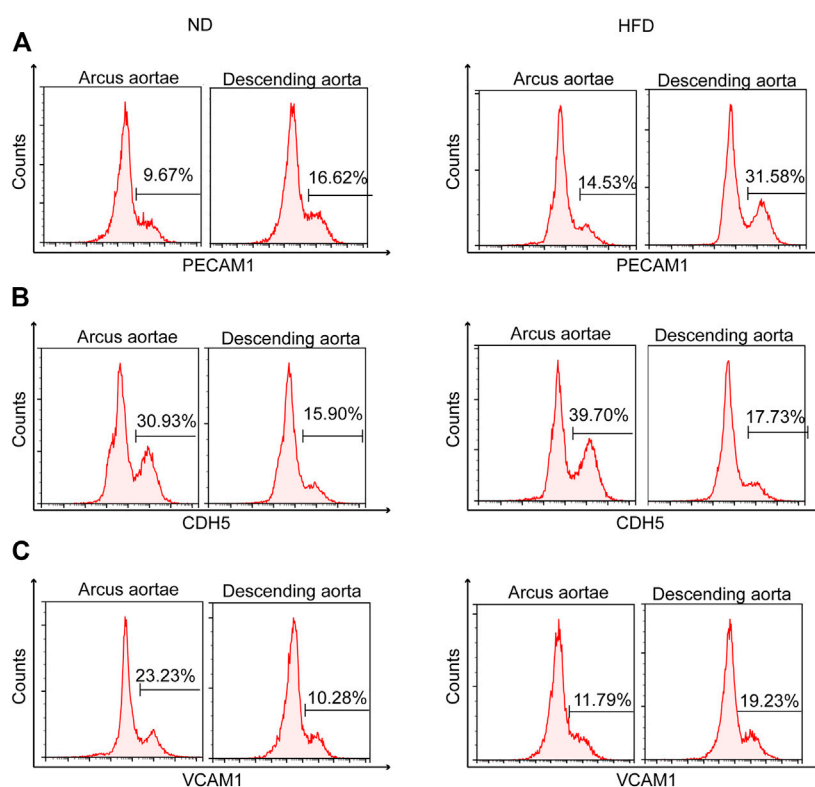 ND HFD
A
Arcus aortae Descending aorta Arcus aortae Descending aorta
Counts 9.67% 16.62% Counts 14.53% 31.58%
PECAM1 PECAM1
B
Arcus aortae Descending aorta Arcus aortae Descending aorta
Counts 30.93% 15.90% Counts 39.70% 17.73%
CDH5 CDH5
C
Arcus aortae Descending aorta Arcus aortae Descending aorta
Counts 23.23% 10.28% Counts 11.79% 19.23%
VCAM1 VCAM1